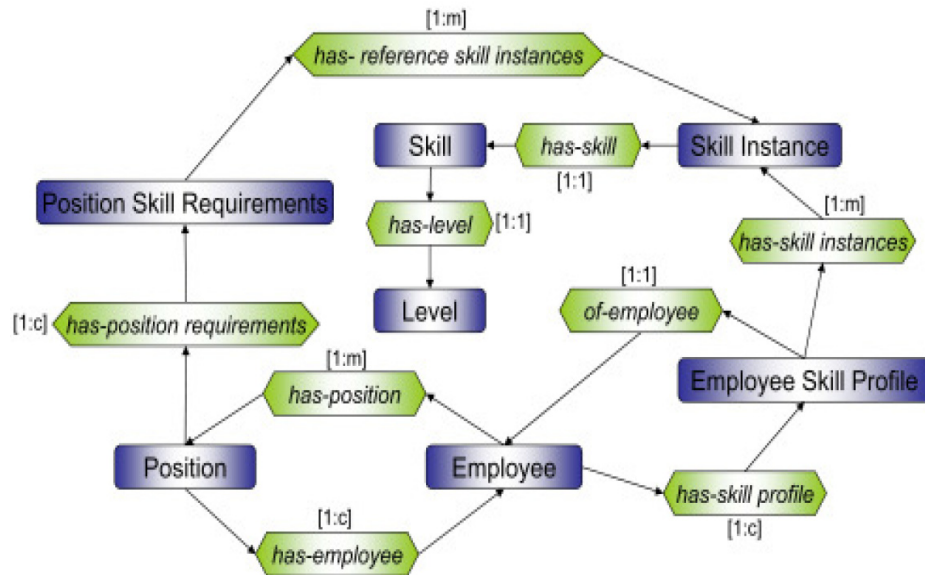 [1:m]
has- reference skill instances
Skill
has-skill
Skill Instance
[1:1]
Position Skill Requirements
has-level
[1:1]
[1:m]
has-skill instances
[1:1]
[1:c]
has-position requirements
Level
of-employee
[1:m]
has-position
Employee Skill Profile
Position
Employee
has-skill profile
[1:c]
[1:c]
has-employee